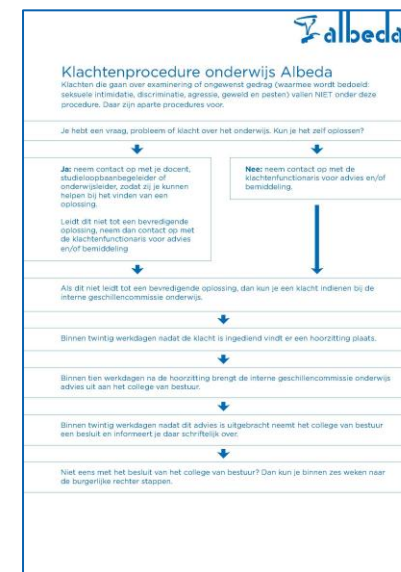 albeda
Klachtenprocedure onderwijs Albeda
Klachten die gaan over examinering of ongewenst gedrag (waarmee wordt bedoeld:
seksuele intimidatie, discriminatie, agressie, geweld en pesten) vallen NIET onder deze
procedure. Daar zijn aparte procedures voor.
Je hebt een vraag, probleem of klacht over het onderwijs. Kun je het zelf oplossen?
Ja: neem contact op met je docent,
studieloopbaanbegeleider of
onderwijsleider, zodat zij je kunnen
helpen bij het vinden van een
oplossing.
Leidt dit niet tot een bevredigende
oplossing, neem dan contact op met
de klachtenfunctionaris voor advies
en/of bemiddeling
Nee: neem contact op met de
klachtenfunctionaris voor advies en/of
bemiddeling.
Als dit niet leidt tot een bevredigende oplossing, dan kun je een klacht indienen bij de
interne geschillencommissie onderwijs.
Binnen twintig werkdagen nadat de klacht is ingediend vindt er een hoorzitting plaats.
Binnen tien werkdagen na de hoorzitting brengt de interne geschillencommissie onderwijs
advies uit aan het college van bestuur.
Binnen twintig werkdagen nadat dit advies is uitgebracht neemt het college van bestuur
een besluit en informeert je daar schriftelijk over.
Niet eens met het besluit van het college van bestuur? Dan kun je binnen zes weken naar
de burgerlijke rechter stappen.